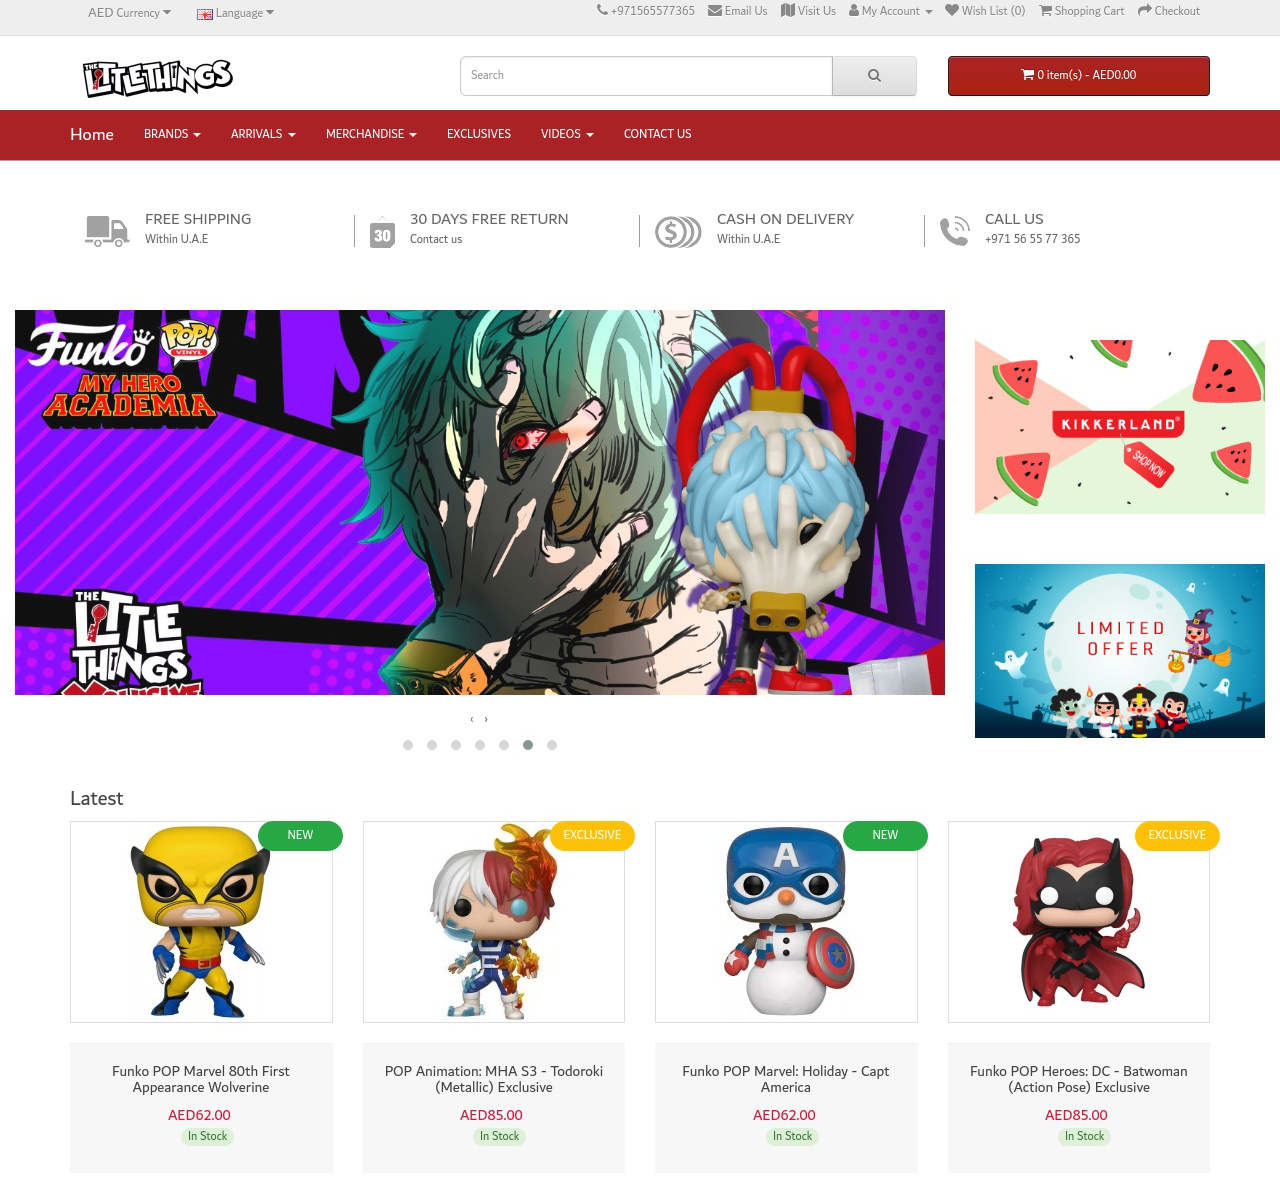 AED Currency
Language
+971565577365
Email Us
Visit Us
My Account
Wish List (0)
Shopping Cart
Checkout
THE LITTLE THINGS
Search
0 item(s) - AED0.00
Home
BRANDS
ARRIVALS
MERCHANDISE
EXCLUSIVES
VIDEOS
CONTACT US
FREE SHIPPING
Within U.A.E
30
30 DAYS FREE RETURN
Contact us
CASH ON DELIVERY
Within U.A.E
CALL US
+971 56 55 77 365
Funko POP!
VINYL
MY HERO
ACADEMIA
THE
LITTLE
THINGS
EXCLUSIVE
KIKKERLAND®
SHOP NOW
LIMITED
OFFER
‹ ›
Latest
NEW
EXCLUSIVE
NEW
EXCLUSIVE
A
Funko POP Marvel 80th First
Appearance Wolverine
AED62.00
In Stock
POP Animation: MHA S3 - Todoroki
(Metallic) Exclusive
AED85.00
In Stock
Funko POP Marvel: Holiday - Capt
America
AED62.00
In Stock
Funko POP Heroes: DC - Batwoman
(Action Pose) Exclusive
AED85.00
In Stock